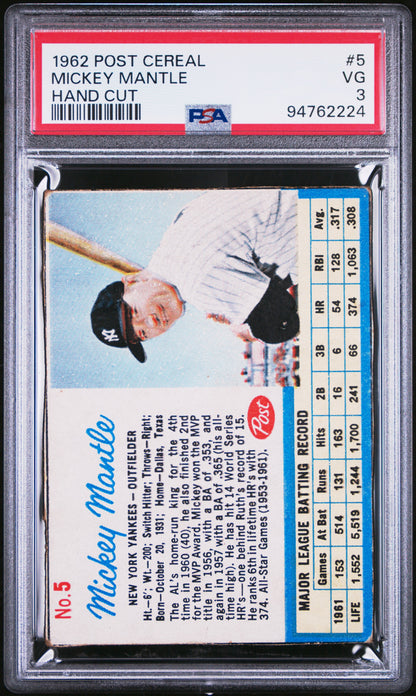 1962 POST CEREAL #5
MICKEY MANTLE VG
HAND CUT 3
PSA 94762224
No. 5
Mickey Mantle
NEW YORK YANKEES — OUTFIELDER
Ht.—6'; Wt.—200; Switch Hitter; Throws—Right;
Born—October 20, 1931; Home—Dallas, Texas
The AL's home-run king for the 4th
time in 1960 (40), he also finished 2nd
for the MVP Award. Mickey won the MVP
title in 1956, with a BA of .353, and
again in 1957 with a BA of .365 (his all-
time high). He has hit 14 World Series
HR's—one behind Ruth's record of 15.
He ranks 6th in lifetime HR's with
374. All-Star Games (1953-1961).
Post
NY
MAJOR LEAGUE BATTING RECORD
Games At Bat Runs Hits 2B 3B HR RBI Avg.
1961 153 514 131 163 16 6 54 128 .317
LIFE 1,552 5,519 1,244 1,700 241 66 374 1,063 .308